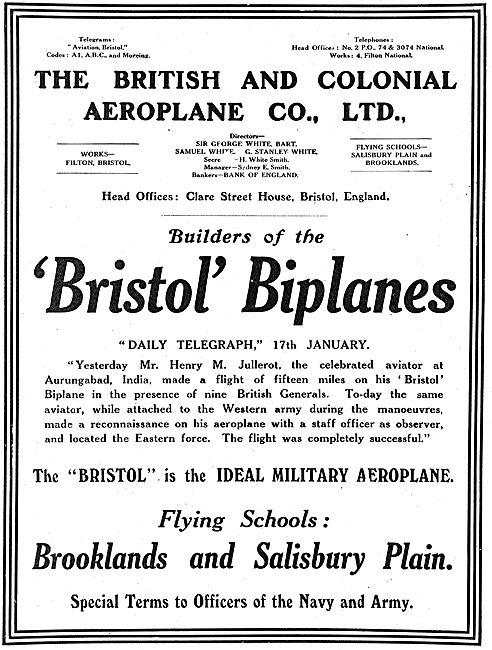 Telegrams:
"Aviation, Bristol,"
Codes: A1, A.B.C., and Moreing.
Telephones:
Head Offices: No. 2 P.O., 74 & 3074 National.
Works: 4, Filton National.
THE BRITISH AND COLONIAL
AEROPLANE CO., LTD.,
WORKS—
FILTON, BRISTOL,
Directors—
SIR GEORGE WHITE, BART.
SAMUEL WHITE. G. STANLEY WHITE,
Secre —H. White Smith.
Manager—Sydney E. Smith,
Bankers—BANK OF ENGLAND.
FLYING SCHOOLS—
SALISBURY PLAIN and
BROOKLANDS.
Head Offices: Clare Street House, Bristol, England.
Builders of the
'Bristol' Biplanes
"DAILY TELEGRAPH," 17th JANUARY.
"Yesterday Mr. Henry M. Jullerot, the celebrated aviator at
Aurungabad, India, made a flight of fifteen miles on his 'Bristol'
Biplane in the presence of nine British Generals. To-day the same
aviator, while attached to the Western army during the manoeuvres,
made a reconnaissance on his aeroplane with a staff officer as observer,
and located the Eastern force. The flight was completely successful."
The "BRISTOL" is the IDEAL MILITARY AEROPLANE.
Flying Schools:
Brooklands and Salisbury Plain.
Special Terms to Officers of the Navy and Army.